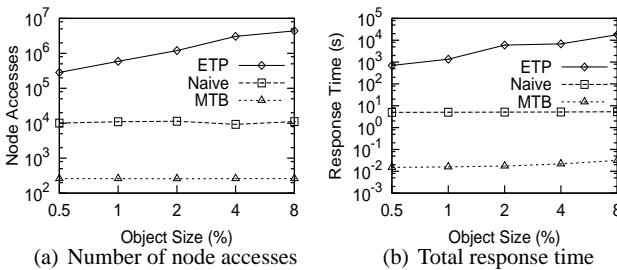 10^7
10^6
10^5
10^4
10^3
10^2
Node Accesses
ETP
Naive
MTB
0.5 1 2 4 8
Object Size (%)
(a) Number of node accesses
10^5
10^4
10^3
10^2
10^1
10^0
10^-1
10^-2
10^-3
Response Time (s)
ETP
Naive
MTB
0.5 1 2 4 8
Object Size (%)
(b) Total response time